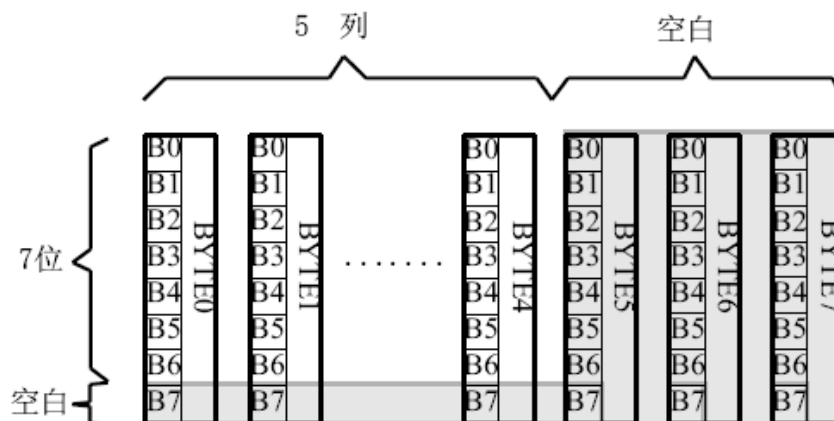 5 列 空白
B0 B0 B0 B0 B0 B0
B1 B1 B1 B1 B1 B1
B2 B2 B2 B2 B2 B2
7位 B3 B3 ....... B3 B3 B3 B3
B4 B4 B4 B4 B4 B4
B5 B5 B5 B5 B5 B5
B6 B6 B6 B6 B6 B6
空白 B7 B7 B7 B7 B7 B7
BYTE0
BYTE1
BYTE4
BYTE5
BYTE6
BYTE7